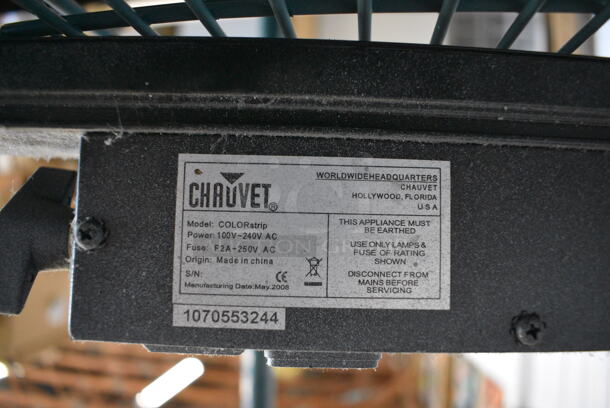 CHAUVET®
Model: COLORstrip
Power: 100V-240V AC
Fuse: F2A-250V AC
Origin: Made in china
S/N: CE
Manufacturing Date:May.2008
WORLDWIDEHEADQUARTERS
CHAUVET
HOLLYWOOD, FLORIDA
U.S.A
THIS APPLIANCE MUST
BE EARTHED
USE ONLY LAMPS &
FUSE OF RATING
SHOWN
DISCONNECT FROM
MAINS BEFORE
SERVICING
1070553244